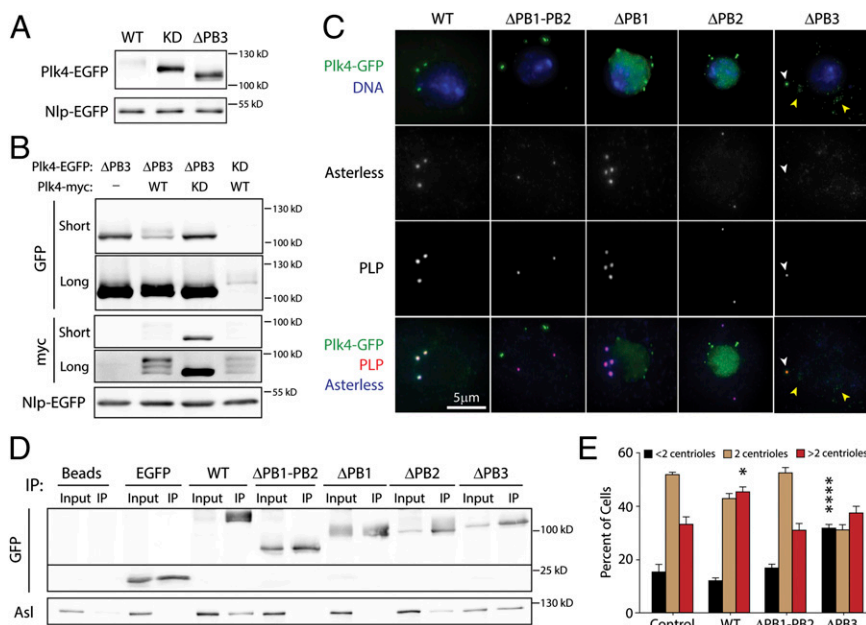 A
WT KD ΔPB3
Plk4-EGFP
130 kD
100 kD
Nlp-EGFP
55 kD
B
Plk4-EGFP: ΔPB3 ΔPB3 ΔPB3 KD
Plk4-myc: – WT KD WT
GFP
Short
130 kD
100 kD
Long
130 kD
100 kD
myc
Short
100 kD
Long
100 kD
Nlp-EGFP
55 kD
C
WT ΔPB1-PB2 ΔPB1 ΔPB2 ΔPB3
Plk4-GFP
DNA
Asterless
PLP
Plk4-GFP
PLP
Asterless
5μm
D
IP:
Beads EGFP WT ΔPB1-PB2 ΔPB1 ΔPB2 ΔPB3
Input IP Input IP Input IP Input IP Input IP Input IP Input IP
GFP
100 kD
25 kD
Asl
130 kD
E
<2 centrioles 2 centrioles >2 centrioles
Percent of Cells
60
40
20
0
*
****
Control WT ΔPB1-PB2 ΔPB3